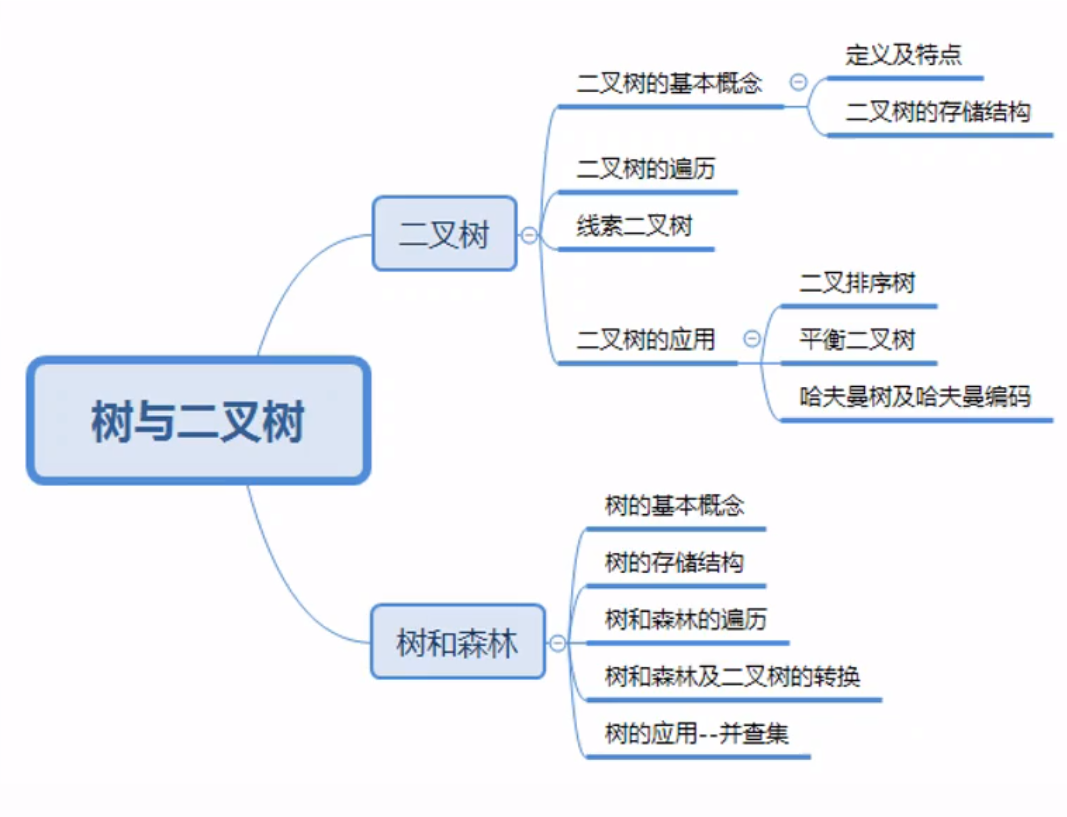 树与二叉树
二叉树
二叉树的基本概念
定义及特点
二叉树的存储结构
二叉树的遍历
线索二叉树
二叉树的应用
二叉排序树
平衡二叉树
哈夫曼树及哈夫曼编码
树和森林
树的基本概念
树的存储结构
树和森林的遍历
树和森林及二叉树的转换
树的应用--并查集